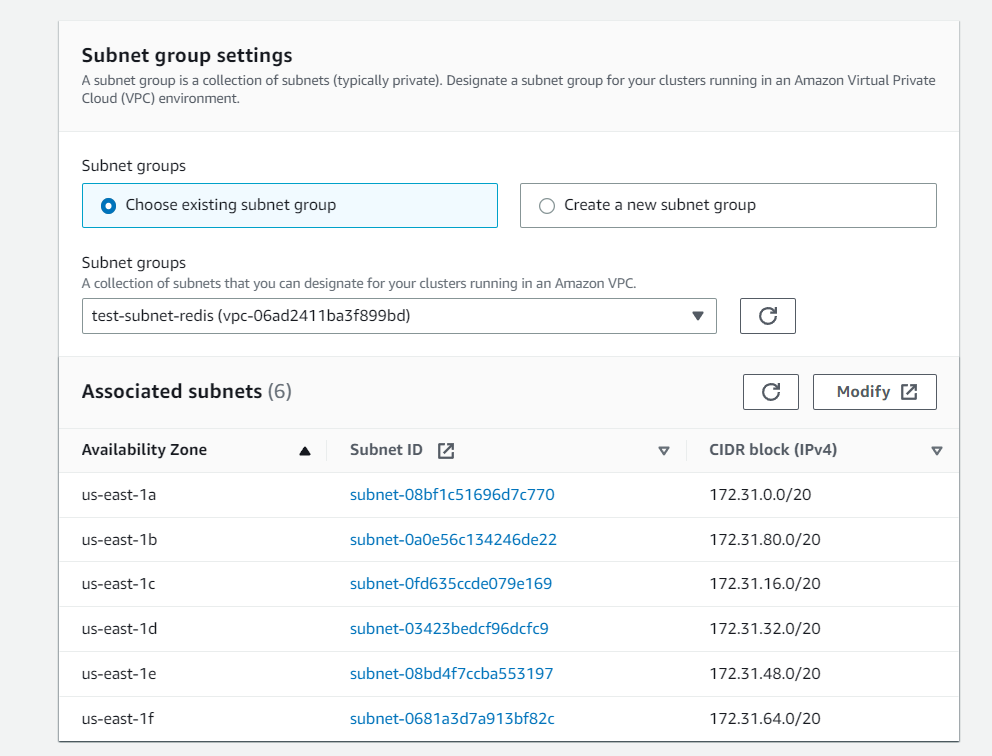 Subnet group settings
A subnet group is a collection of subnets (typically private). Designate a subnet group for your clusters running in an Amazon Virtual Private
Cloud (VPC) environment.
Subnet groups
Choose existing subnet group
Create a new subnet group
Subnet groups
A collection of subnets that you can designate for your clusters running in an Amazon VPC.
test-subnet-redis (vpc-06ad2411ba3f899bd)
Associated subnets (6)
Modify
Availability Zone Subnet ID CIDR block (IPv4)
us-east-1a subnet-08bf1c51696d7c770 172.31.0.0/20
us-east-1b subnet-0a0e56c134246de22 172.31.80.0/20
us-east-1c subnet-0fd635ccde079e169 172.31.16.0/20
us-east-1d subnet-03423bedcf96dcfc9 172.31.32.0/20
us-east-1e subnet-08bd4f7ccba553197 172.31.48.0/20
us-east-1f subnet-0681a3d7a913bf82c 172.31.64.0/20